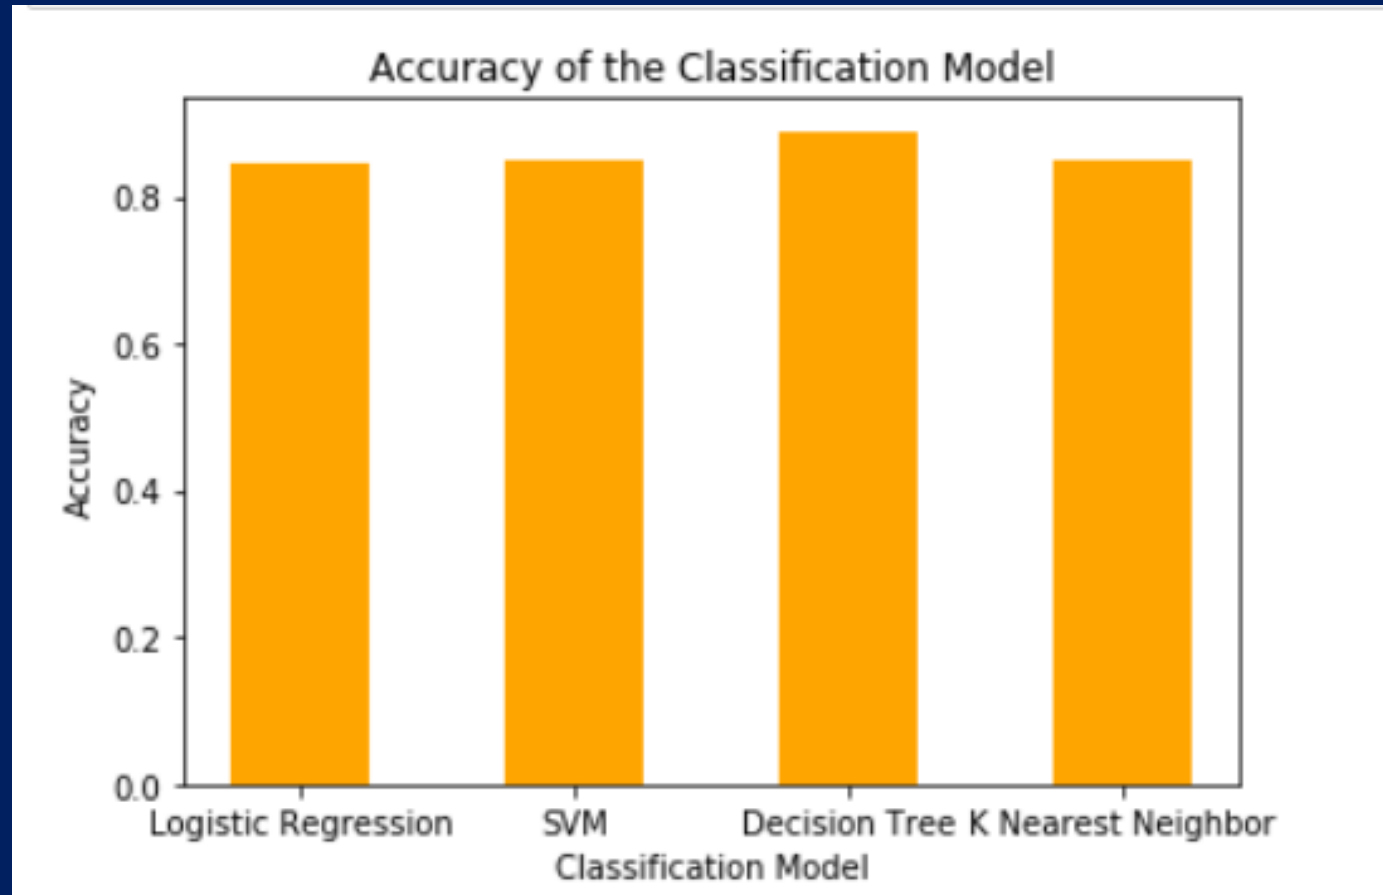 Accuracy of the Classification Model
0.8
0.6
0.4
0.2
0.0
Accuracy
Logistic Regression SVM Decision Tree K Nearest Neighbor
Classification Model